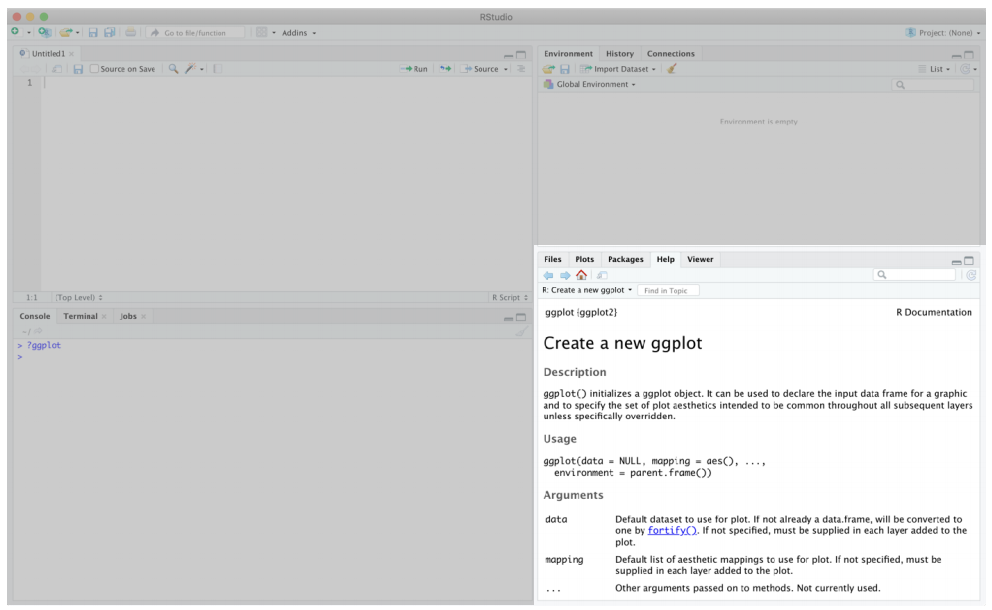 RStudio
Go to file/function
Addins
Project: (None)
Untitled1
Source on Save
Run
Source
1
1:1 (Top Level)
R Script
Console Terminal Jobs
~/
> ?ggplot
>
Environment History Connections
Import Dataset
List
Global Environment
Environment is empty
Files Plots Packages Help Viewer
R: Create a new ggplot
Find in Topic
ggplot {ggplot2}
R Documentation
Create a new ggplot
Description
ggplot() initializes a ggplot object. It can be used to declare the input data frame for a graphic
and to specify the set of plot aesthetics intended to be common throughout all subsequent layers
unless specifically overridden.
Usage
ggplot(data = NULL, mapping = aes(), ...,
environment = parent.frame())
Arguments
data Default dataset to use for plot. If not already a data.frame, will be converted to
one by fortify(). If not specified, must be supplied in each layer added to the
plot.
mapping Default list of aesthetic mappings to use for plot. If not specified, must be
supplied in each layer added to the plot.
... Other arguments passed on to methods. Not currently used.